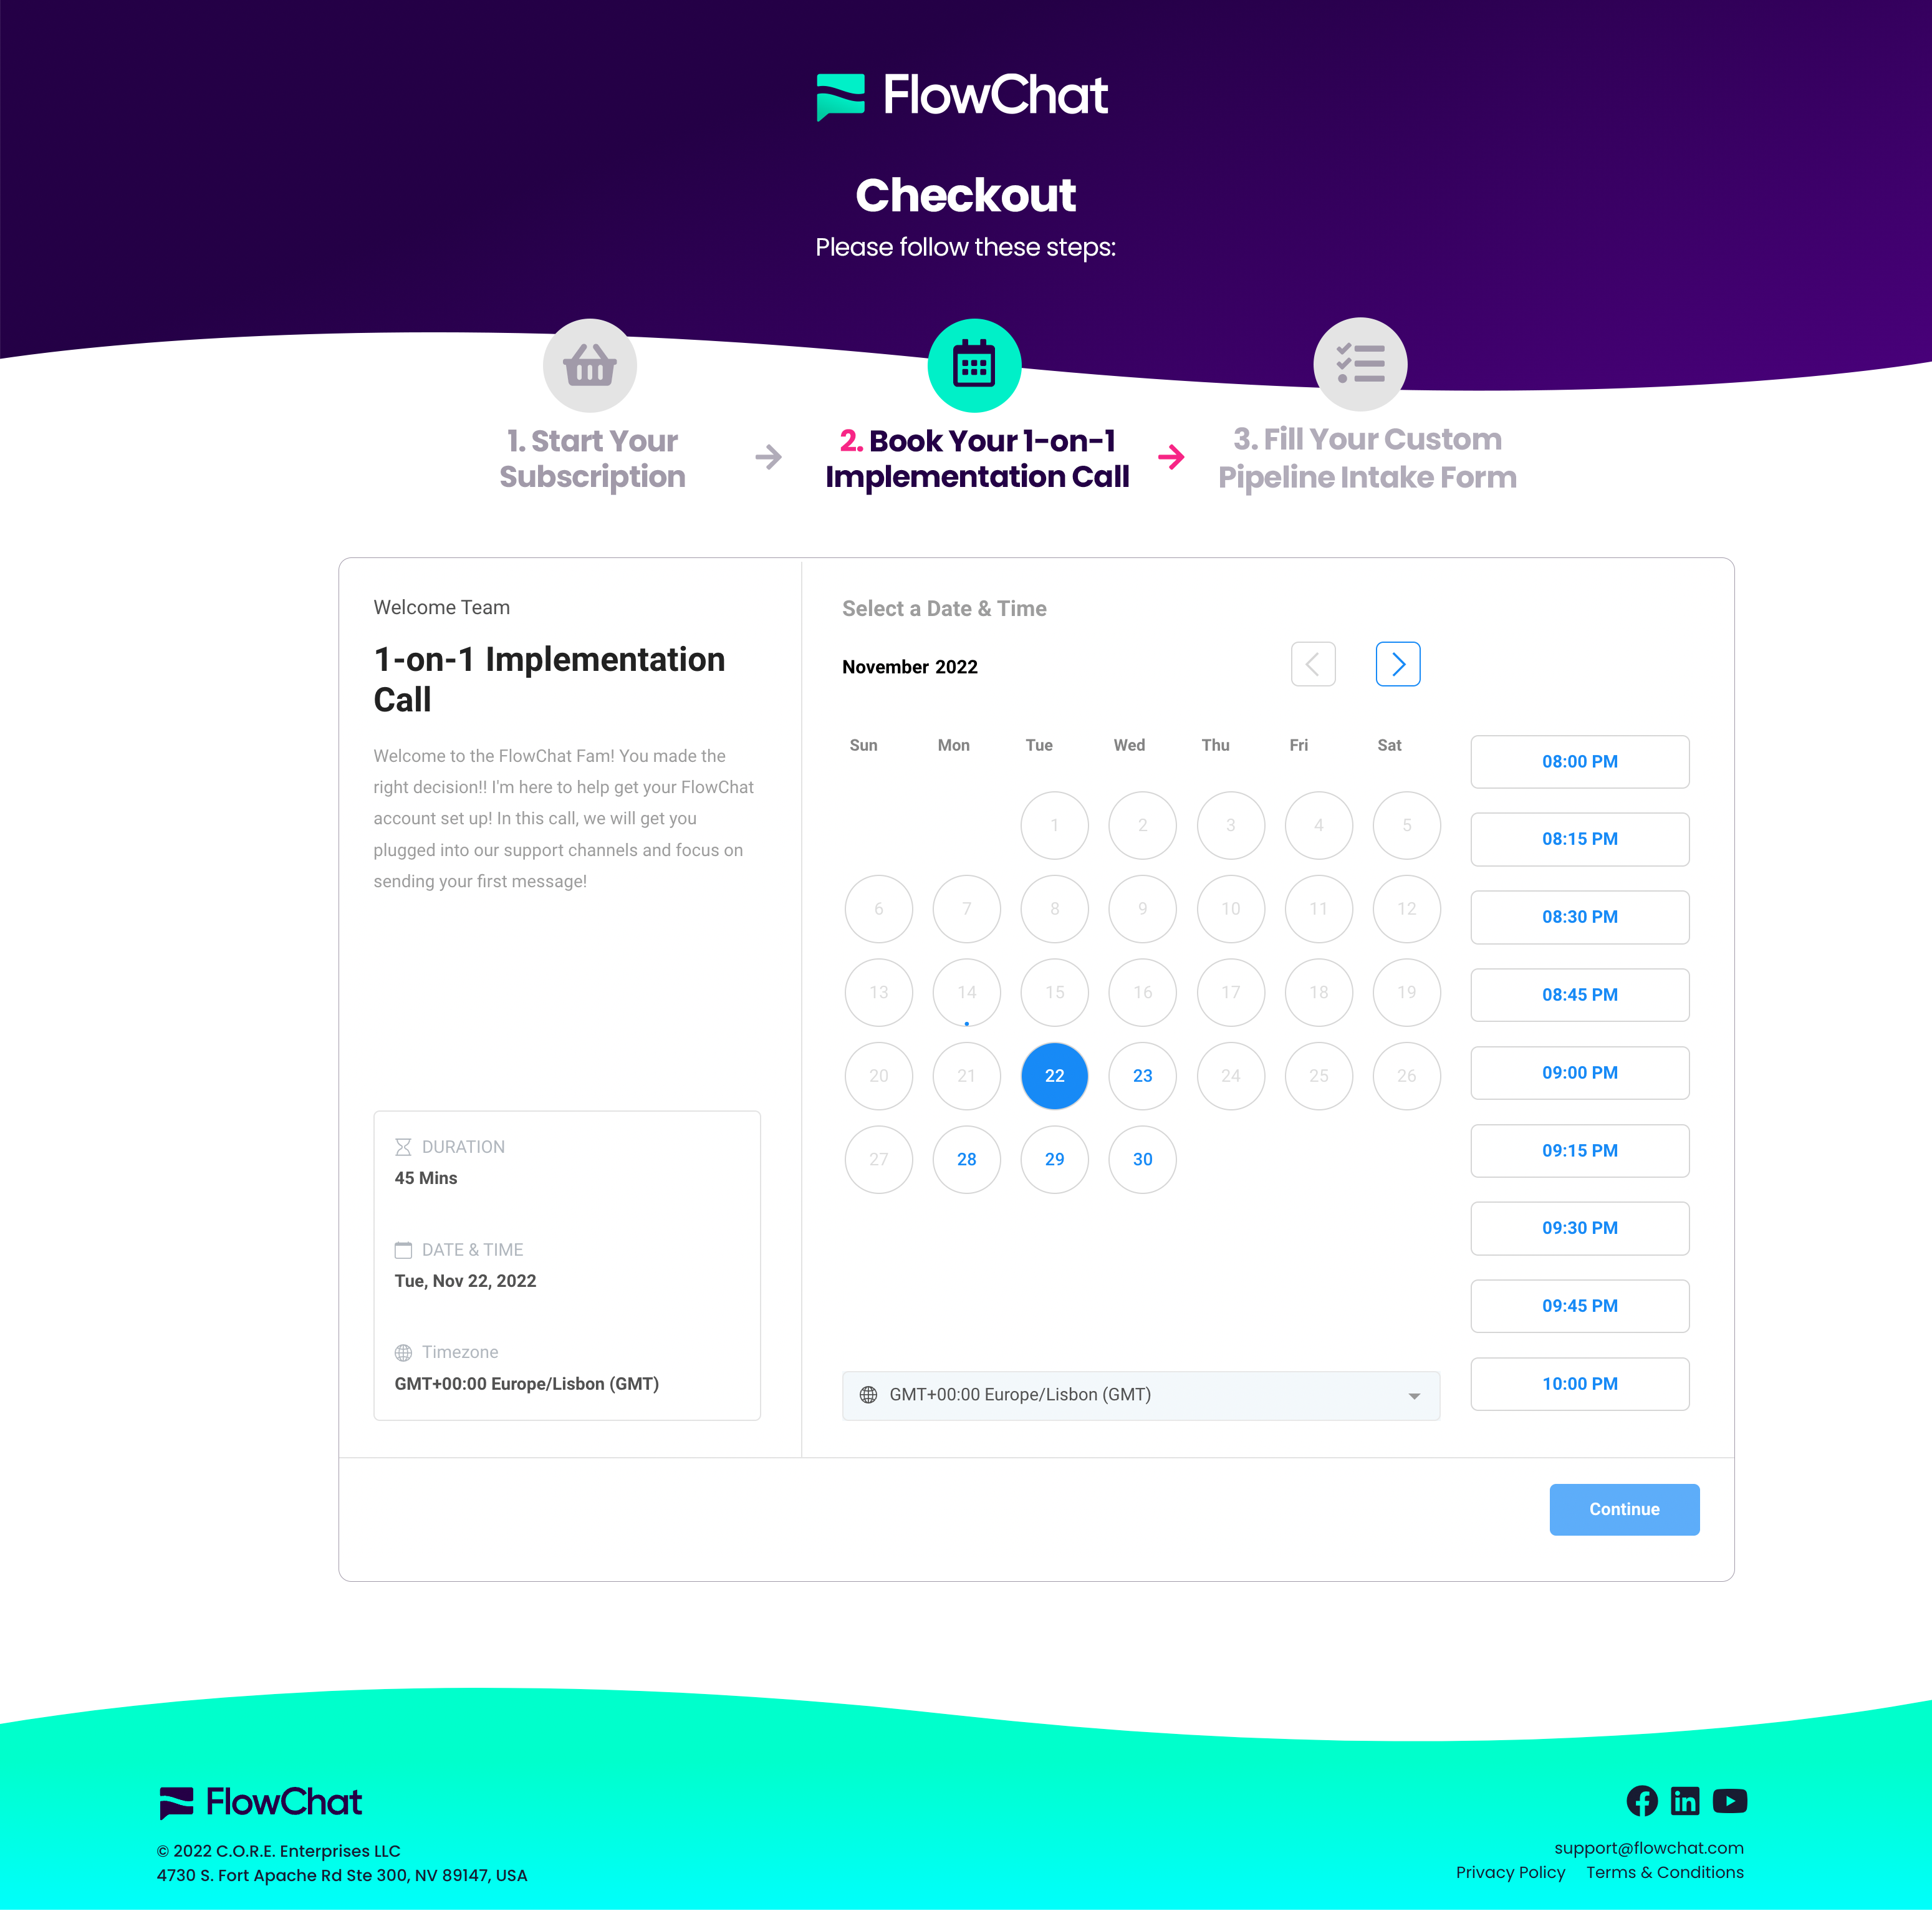 FlowChat
Checkout
Please follow these steps:
1. Start Your
Subscription
2. Book Your 1-on-1
Implementation Call
3. Fill Your Custom
Pipeline Intake Form
Welcome Team
1-on-1 Implementation
Call
Welcome to the FlowChat Fam! You made the
right decision!! I'm here to help get your FlowChat
account set up! In this call, we will get you
plugged into our support channels and focus on
sending your first message!
DURATION
45 Mins
DATE & TIME
Tue, Nov 22, 2022
Timezone
GMT+00:00 Europe/Lisbon (GMT)
Select a Date & Time
November 2022
Sun Mon Tue Wed Thu Fri Sat
1 2 3 4 5
6 7 8 9 10 11 12
13 14 15 16 17 18 19
20 21 22 23 24 25 26
27 28 29 30
GMT+00:00 Europe/Lisbon (GMT)
08:00 PM
08:15 PM
08:30 PM
08:45 PM
09:00 PM
09:15 PM
09:30 PM
09:45 PM
10:00 PM
Continue
FlowChat
© 2022 C.O.R.E. Enterprises LLC
4730 S. Fort Apache Rd Ste 300, NV 89147, USA
support@flowchat.com
Privacy Policy Terms & Conditions